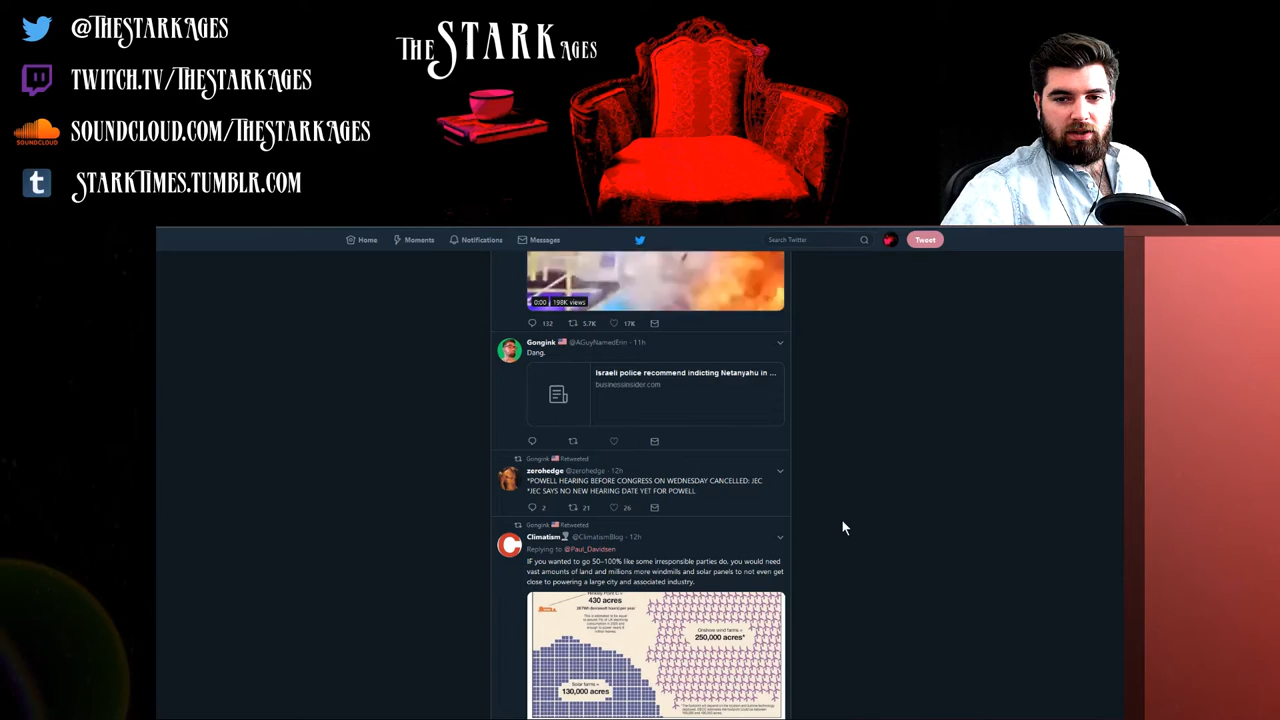 @TheStarkAges
twitch.tv/TheStarkAges
SOUNDCLOUD
soundcloud.com/TheStarkAges
starktimes.tumblr.com
The STARK ages
Home
Moments
Notifications
Messages
Search Twitter
Tweet
0:00 198K views
132 5.7K 17K
Gongink @AGuyNamedErin · 11h
Dang.
Israeli police recommend indicting Netanyahu in ...
businessinsider.com
Gongink Retweeted
zerohedge @zerohedge · 12h
*POWELL HEARING BEFORE CONGRESS ON WEDNESDAY CANCELLED: JEC
*JEC SAYS NO NEW HEARING DATE YET FOR POWELL
2 21 26
Gongink Retweeted
Climatism @ClimatismBlog · 12h
Replying to @Paul_Davidsen
IF you wanted to go 50–100% like some irresponsible parties do, you would need
vast amounts of land and millions more windmills and solar panels to not even get
close to powering a large city and associated industry.
430 acres
Onshore wind farms =
250,000 acres*
Solar farms =
130,000 acres